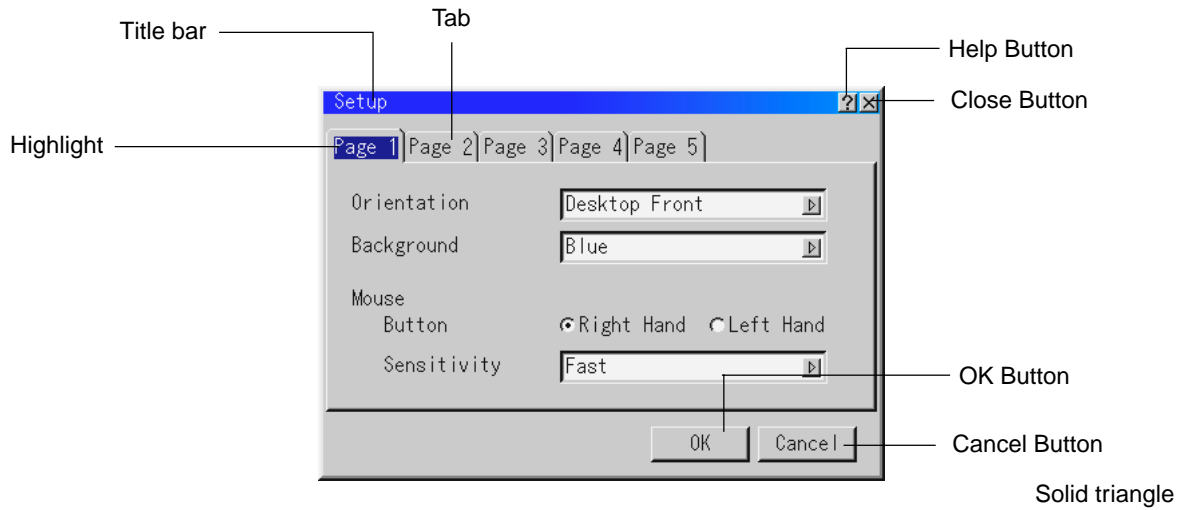 Tab
Title bar
Help Button
Setup ? ×
Close Button
Highlight
Page 1 Page 2 Page 3 Page 4 Page 5
Orientation Desktop Front
Background Blue
Mouse
Button Right Hand Left Hand
Sensitivity Fast
OK Button
OK Cancel
Cancel Button
Solid triangle